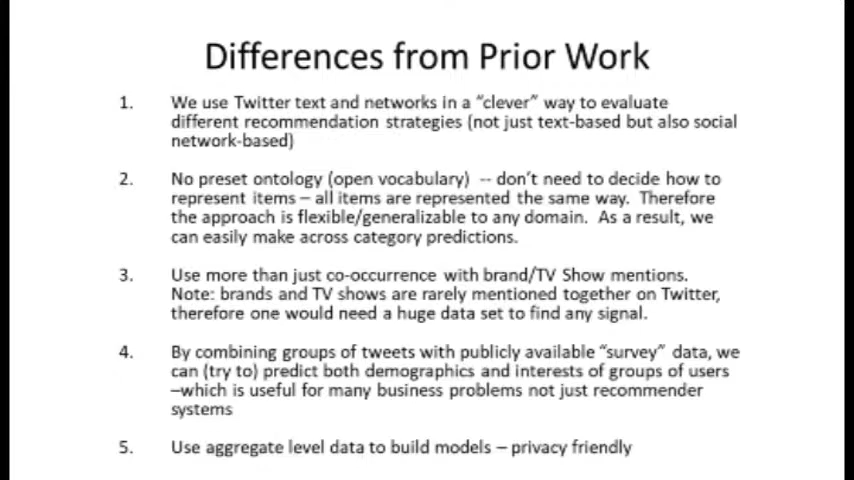 Differences from Prior Work
1. We use Twitter text and networks in a “clever” way to evaluate
different recommendation strategies (not just text-based but also social
network-based)
2. No preset ontology (open vocabulary) -- don’t need to decide how to
represent items – all items are represented the same way. Therefore
the approach is flexible/generalizable to any domain. As a result, we
can easily make across category predictions.
3. Use more than just co-occurrence with brand/TV Show mentions.
Note: brands and TV shows are rarely mentioned together on Twitter,
therefore one would need a huge data set to find any signal.
4. By combining groups of tweets with publicly available “survey” data, we
can (try to) predict both demographics and interests of groups of users
–which is useful for many business problems not just recommender
systems
5. Use aggregate level data to build models – privacy friendly